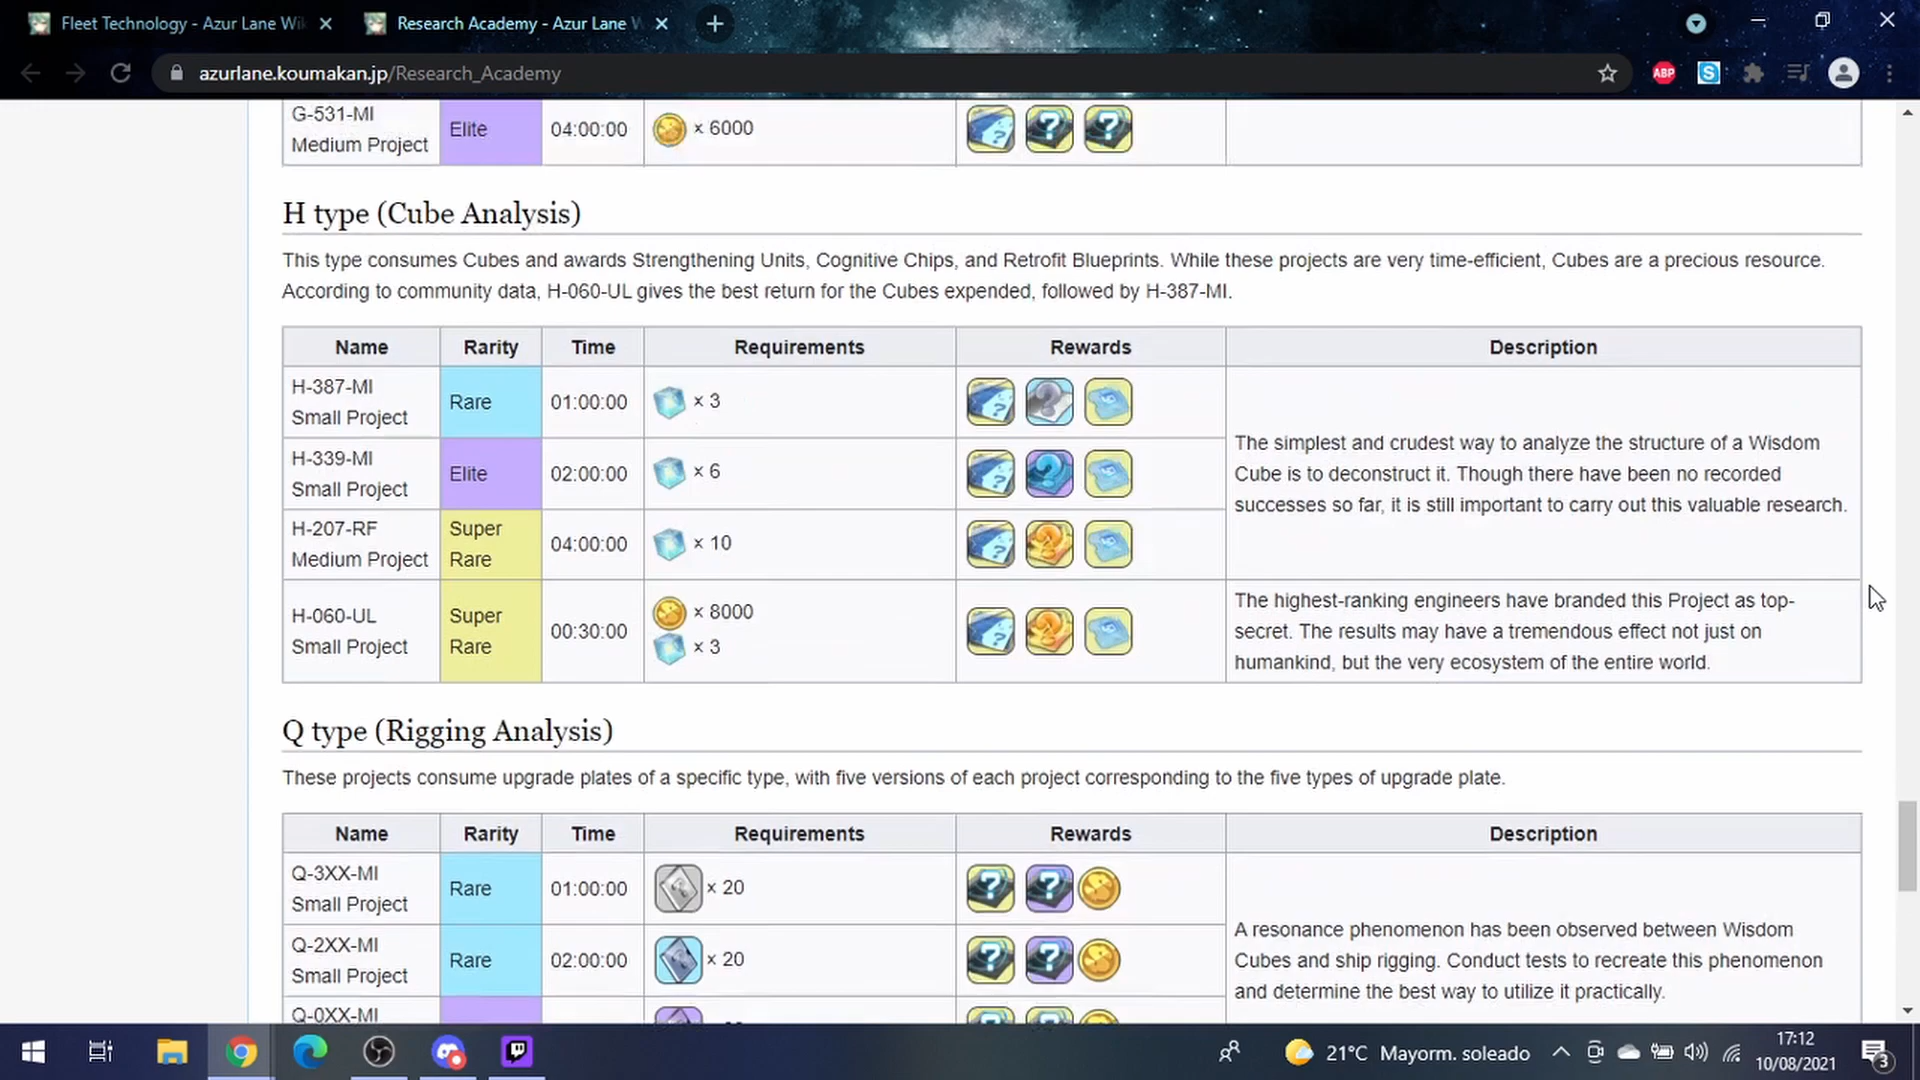 Fleet Technology - Azur Lane Wi
Research Academy - Azur Lane W
azurlane.koumakan.jp/Research_Academy
ABP
S
G-531-MI
Medium Project
Elite
04:00:00
× 6000
H type (Cube Analysis)
This type consumes Cubes and awards Strengthening Units, Cognitive Chips, and Retrofit Blueprints. While these projects are very time-efficient, Cubes are a precious resource.
According to community data, H-060-UL gives the best return for the Cubes expended, followed by H-387-MI.
Name Rarity Time Requirements Rewards Description
H-387-MI
Small Project
Rare
01:00:00
× 3
H-339-MI
Small Project
Elite
02:00:00
× 6
H-207-RF
Medium Project
Super
Rare
04:00:00
× 10
The simplest and crudest way to analyze the structure of a Wisdom
Cube is to deconstruct it. Though there have been no recorded
successes so far, it is still important to carry out this valuable research.
H-060-UL
Small Project
Super
Rare
00:30:00
× 8000
× 3
The highest-ranking engineers have branded this Project as top-
secret. The results may have a tremendous effect not just on
humankind, but the very ecosystem of the entire world.
Q type (Rigging Analysis)
These projects consume upgrade plates of a specific type, with five versions of each project corresponding to the five types of upgrade plate.
Name Rarity Time Requirements Rewards Description
Q-3XX-MI
Small Project
Rare
01:00:00
× 20
Q-2XX-MI
Small Project
Rare
02:00:00
× 20
Q-0XX-MI
A resonance phenomenon has been observed between Wisdom
Cubes and ship rigging. Conduct tests to recreate this phenomenon
and determine the best way to utilize it practically.
21°C Mayorm. soleado
17:12
10/08/2021
3